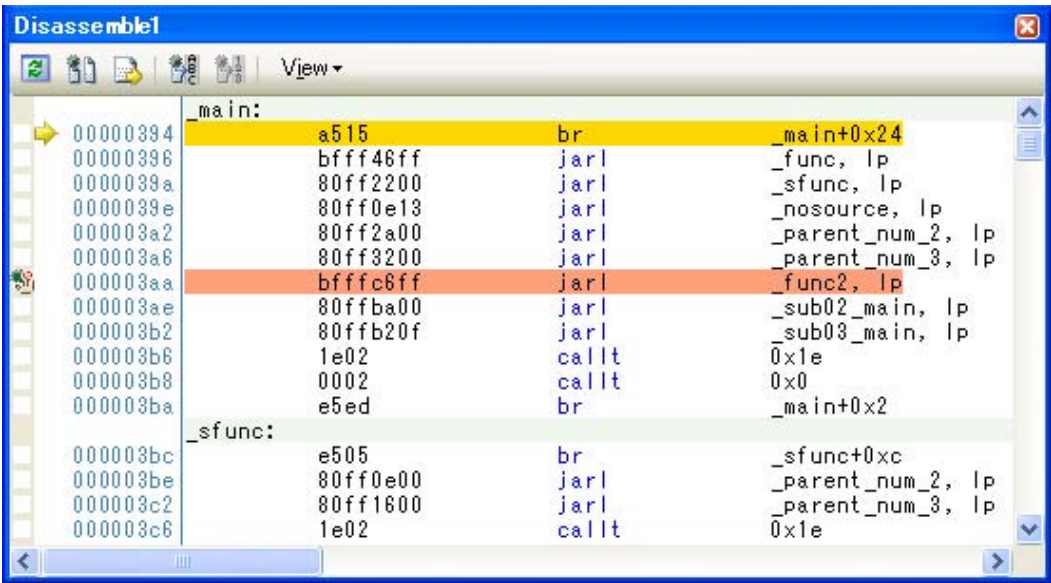 Disassemble1
View
_main:
00000394 a515 br _main+0x24
00000396 bfff46ff jarl _func, lp
0000039a 80ff2200 jarl _sfunc, lp
0000039e 80ff0e13 jarl _nosource, lp
000003a2 80ff2a00 jarl _parent_num_2, lp
000003a6 80ff3200 jarl _parent_num_3, lp
000003aa bfffc6ff jarl _func2, lp
000003ae 80ffba00 jarl _sub02_main, lp
000003b2 80ffb20f jarl _sub03_main, lp
000003b6 1e02 callt 0x1e
000003b8 0002 callt 0x0
000003ba e5ed br _main+0x2
_sfunc:
000003bc e505 br _sfunc+0xc
000003be 80ff0e00 jarl _parent_num_2, lp
000003c2 80ff1600 jarl _parent_num_3, lp
000003c6 1e02 callt 0x1e